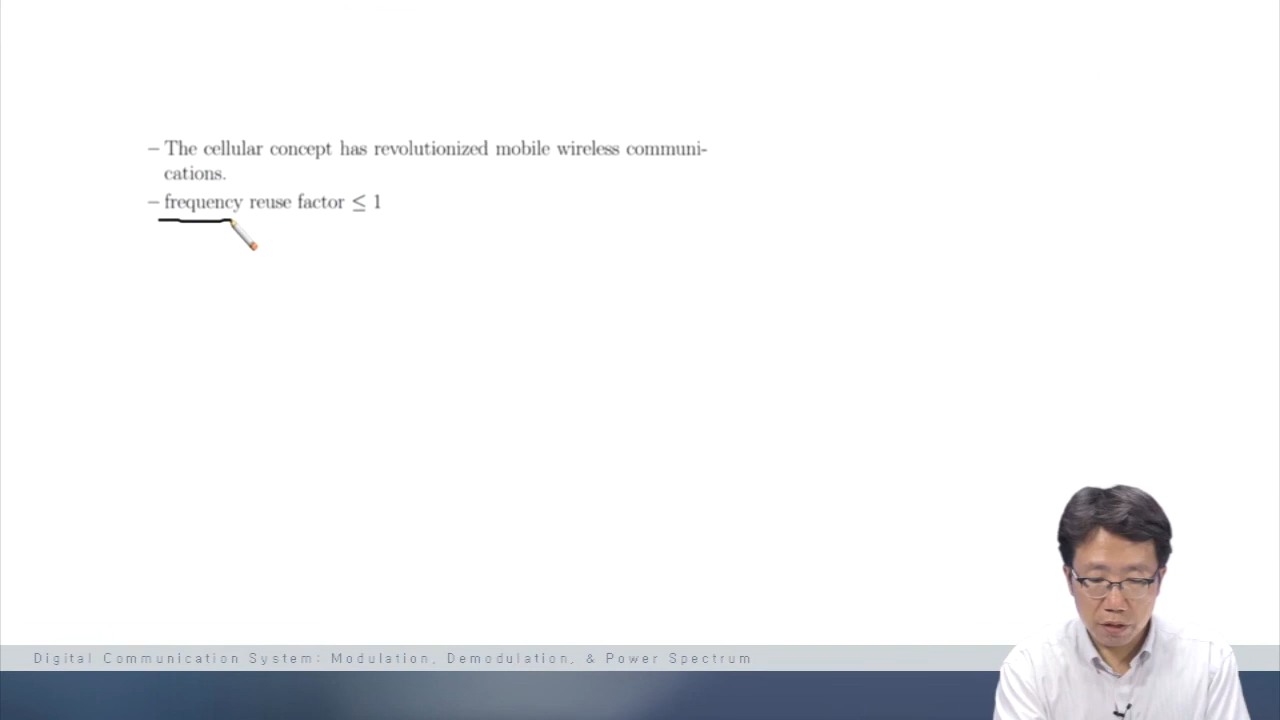 – The cellular concept has revolutionized mobile wireless communi-
cations.
– frequency reuse factor ≤ 1
Digital Communication System: Modulation, Demodulation, & Power Spectrum